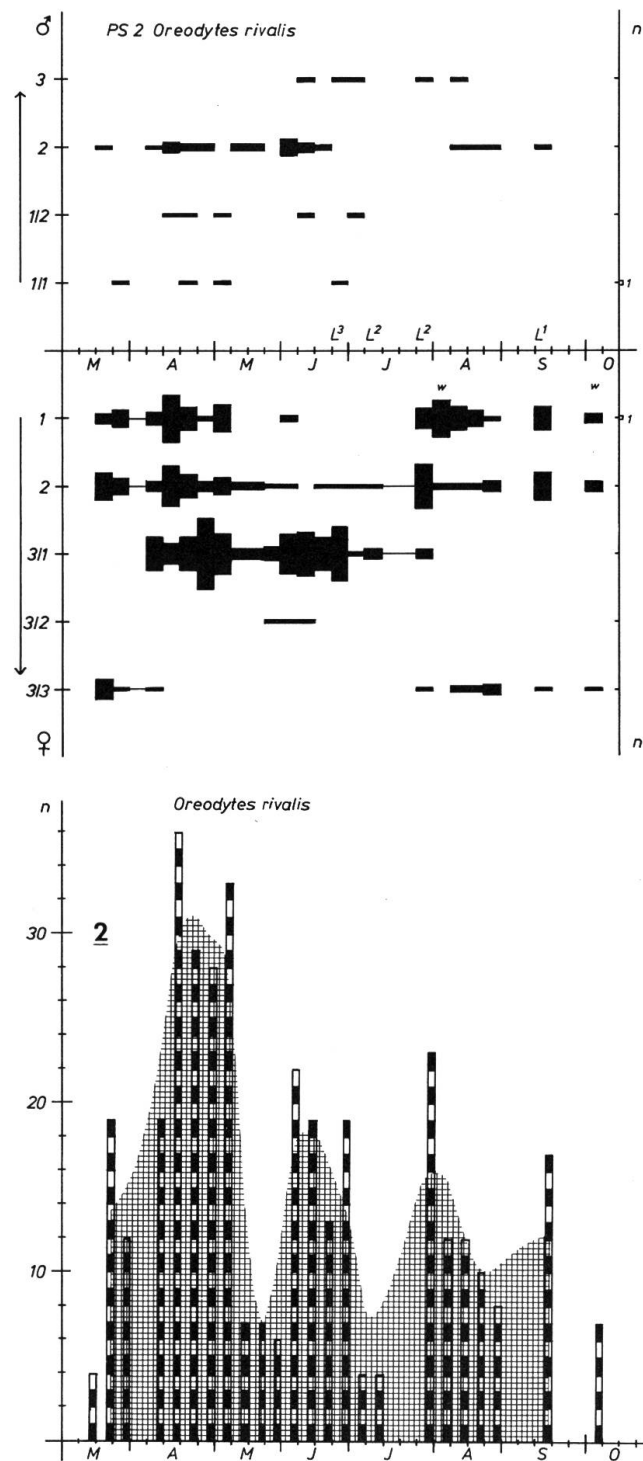 ♂ PS 2 Oreodytes rivalis n
3
2
1/2
1/1 1
L³ L² L² L¹
M A M J J A S O
w w
1 1
2
3/1
3/2
3/3
♀ n
Oreodytes rivalis
n
30 2
20
10
M A M J J A S O